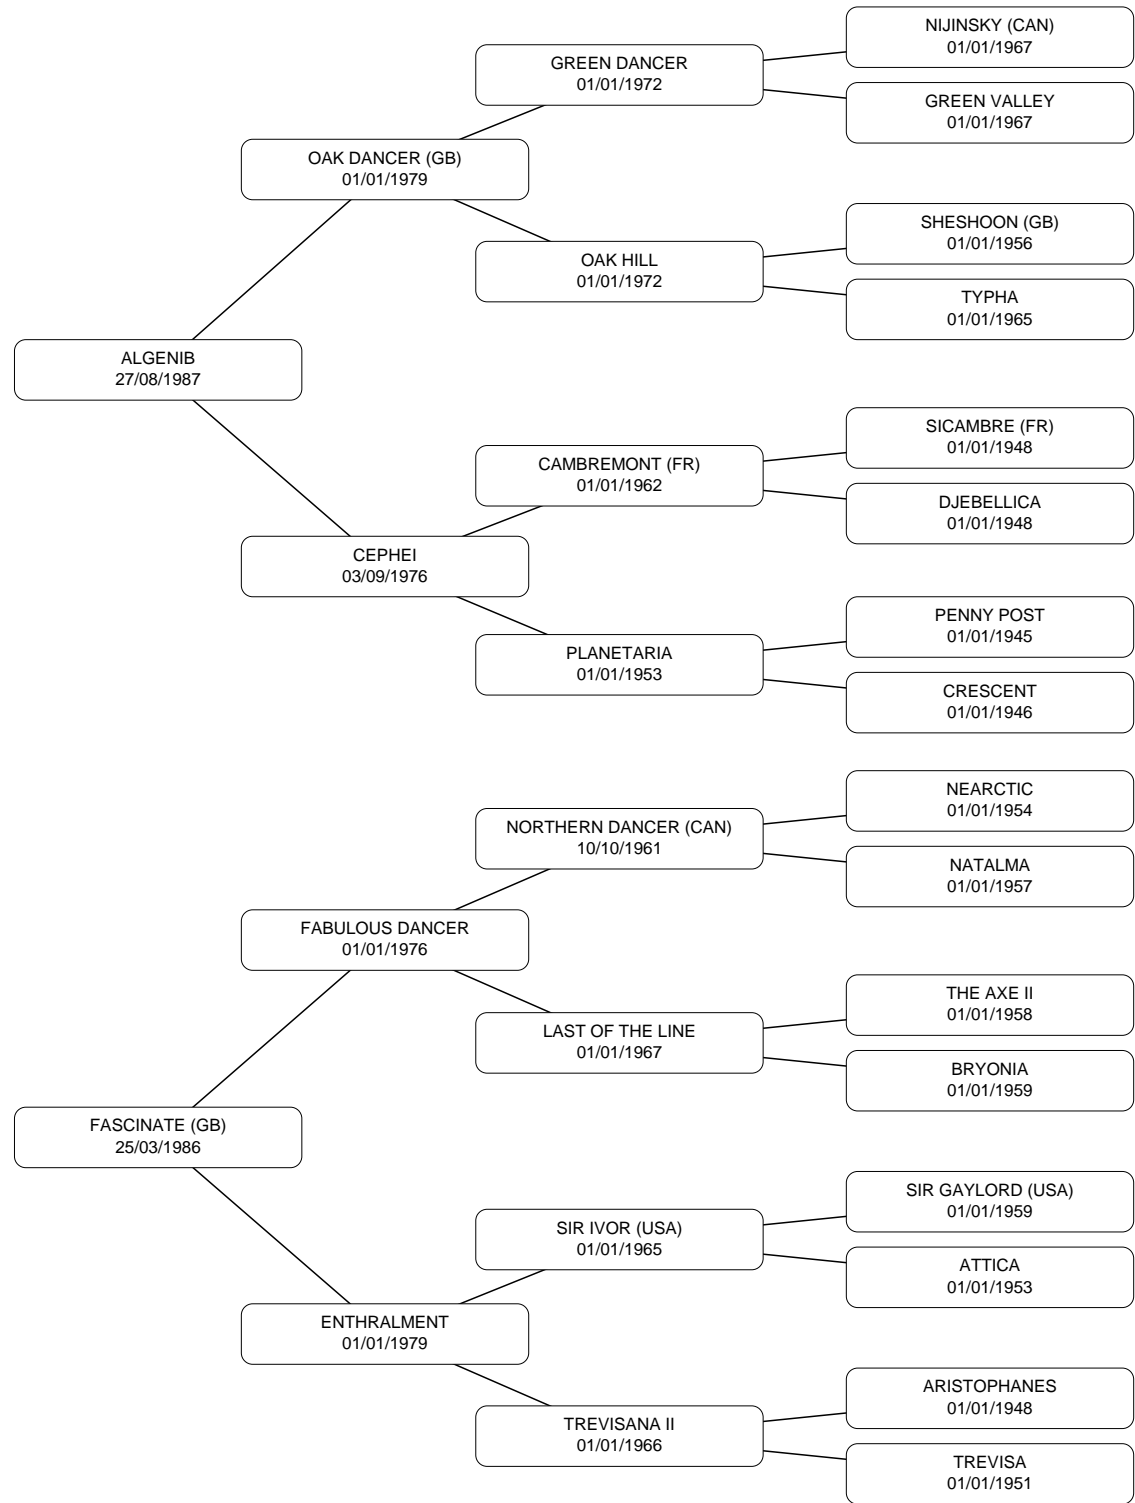 NIJINSKY (CAN)
01/01/1967
GREEN DANCER
01/01/1972
GREEN VALLEY
01/01/1967
OAK DANCER (GB)
01/01/1979
SHESHOON (GB)
01/01/1956
OAK HILL
01/01/1972
TYPHA
01/01/1965
ALGENIB
27/08/1987
SICAMBRE (FR)
01/01/1948
CAMBREMONT (FR)
01/01/1962
DJEBELLICA
01/01/1948
CEPHEI
03/09/1976
PENNY POST
01/01/1945
PLANETARIA
01/01/1953
CRESCENT
01/01/1946
NEARCTIC
01/01/1954
NORTHERN DANCER (CAN)
10/10/1961
NATALMA
01/01/1957
FABULOUS DANCER
01/01/1976
THE AXE II
01/01/1958
LAST OF THE LINE
01/01/1967
BRYONIA
01/01/1959
FASCINATE (GB)
25/03/1986
SIR GAYLORD (USA)
01/01/1959
SIR IVOR (USA)
01/01/1965
ATTICA
01/01/1953
ENTHRALMENT
01/01/1979
ARISTOPHANES
01/01/1948
TREVISANA II
01/01/1966
TREVISA
01/01/1951